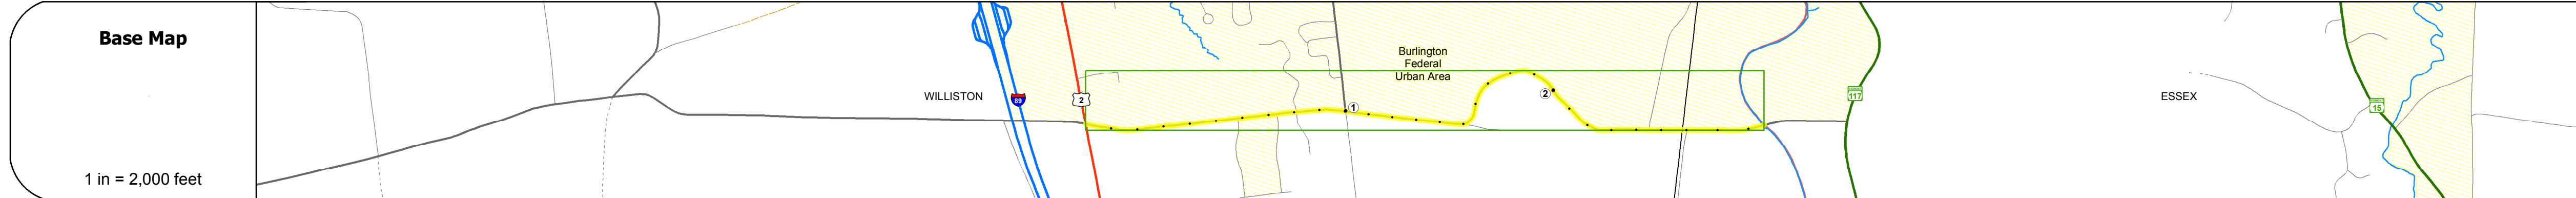 Base Map
1 in = 2,000 feet
WILLISTON
89
2
Burlington
Federal
Urban Area
1
2
117
ESSEX
15